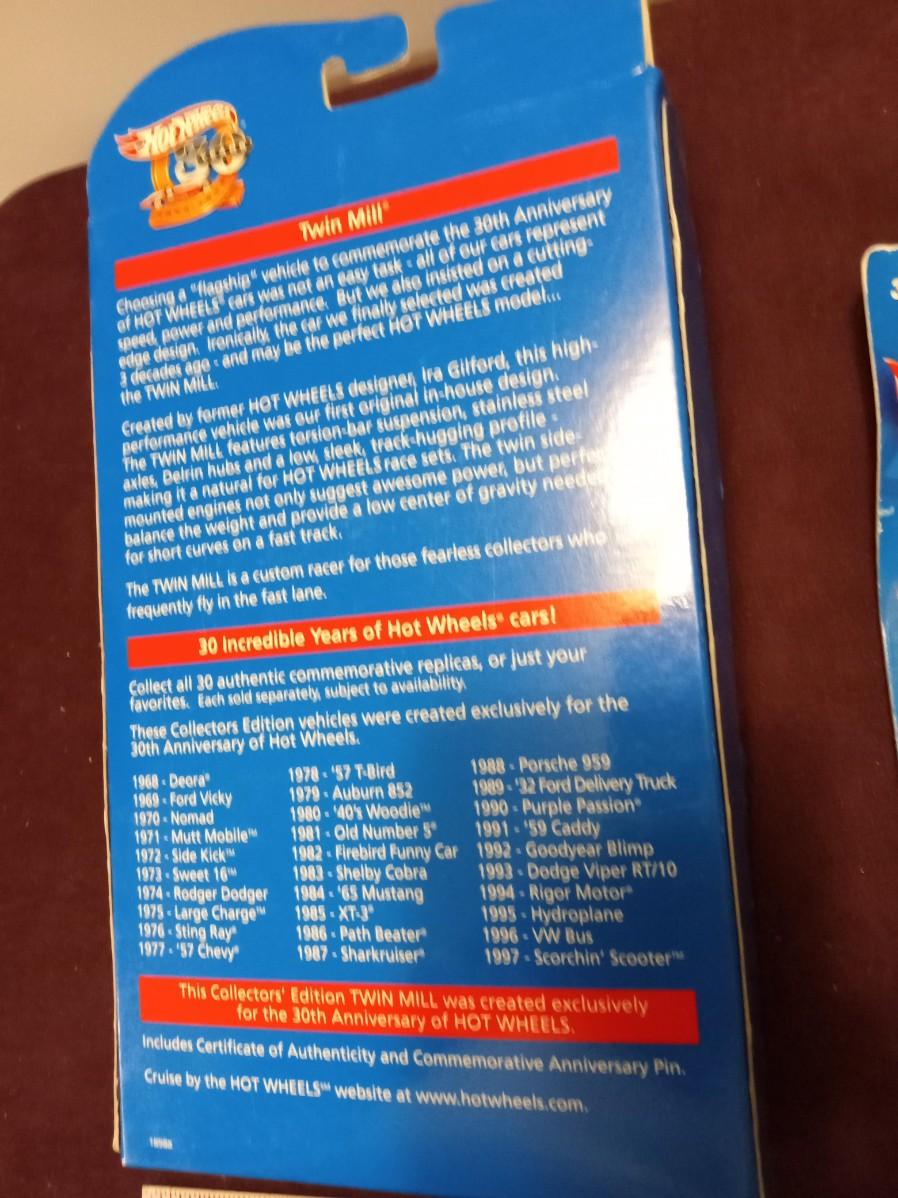 HOT WHEELS
30
Twin Mill®
Choosing a "flagship" vehicle to commemorate the 30th Anniversary
of HOT WHEELS® cars was not an easy task - all of our cars represent
speed, power and performance. But we also insisted on a cutting-
edge design. Ironically, the car we finally selected was created
3 decades ago - and may be the perfect HOT WHEELS model...
the TWIN MILL.
Created by former HOT WHEELS designer, Ira Gilford, this high-
performance vehicle was our first original in-house design.
The TWIN MILL features torsion-bar suspension, stainless steel
axles, Delrin hubs and a low, sleek, track-hugging profile -
making it a natural for HOT WHEELS race sets. The twin side-
mounted engines not only suggest awesome power, but perfe
balance the weight and provide a low center of gravity neede
for short curves on a fast track.
The TWIN MILL is a custom racer for those fearless collectors who
frequently fly in the fast lane.
30 Incredible Years of Hot Wheels® cars!
Collect all 30 authentic commemorative replicas, or just your
favorites. Each sold separately, subject to availability.
These Collectors Edition vehicles were created exclusively for the
30th Anniversary of Hot Wheels.
1968 - Deora®
1969 - Ford Vicky
1970 - Nomad
1971 - Mutt Mobile™
1972 - Side Kick™
1973 - Sweet 16™
1974 - Rodger Dodger
1975 - Large Charge™
1976 - Sting Ray®
1977 - '57 Chevy®
1978 - '57 T-Bird
1979 - Auburn 852
1980 - '40's Woodie™
1981 - Old Number 5®
1982 - Firebird Funny Car
1983 - Shelby Cobra
1984 - '65 Mustang
1985 - XT-3®
1986 - Path Beater®
1987 - Sharkruiser®
1988 - Porsche 959
1989 - '32 Ford Delivery Truck
1990 - Purple Passion®
1991 - '59 Caddy
1992 - Goodyear Blimp
1993 - Dodge Viper RT/10
1994 - Rigor Motor®
1995 - Hydroplane
1996 - VW Bus
1997 - Scorchin' Scooter™
This Collectors' Edition TWIN MILL was created exclusively
for the 30th Anniversary of HOT WHEELS.
Includes Certificate of Authenticity and Commemorative Anniversary Pin.
Cruise by the HOT WHEELS℠ website at www.hotwheels.com.